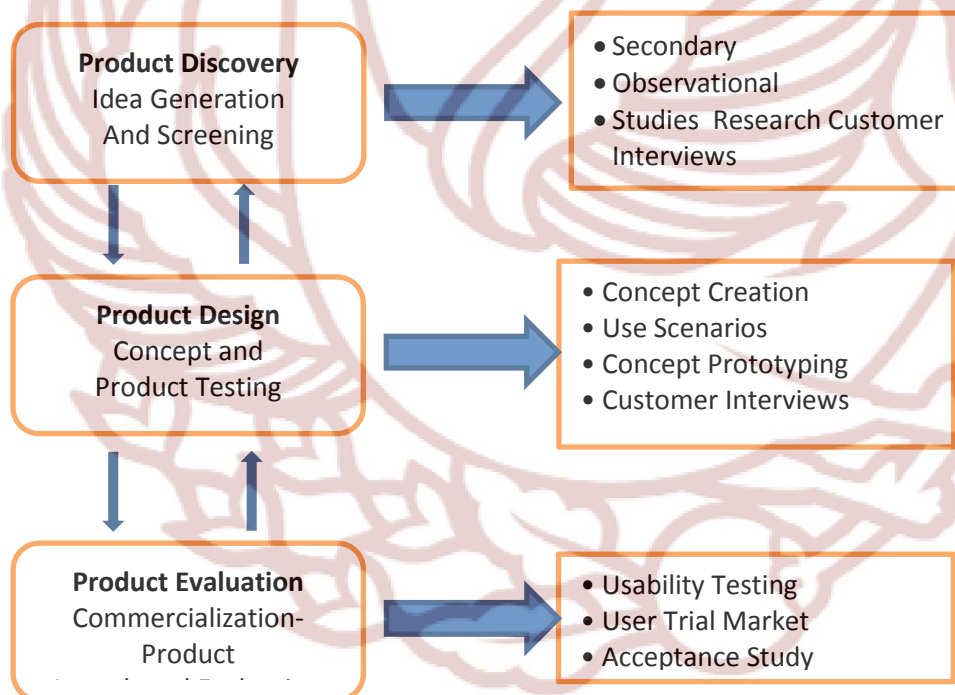 Product Discovery
Idea Generation
And Screening
• Secondary
• Observational
• Studies Research Customer
Interviews
Product Design
Concept and
Product Testing
• Concept Creation
• Use Scenarios
• Concept Prototyping
• Customer Interviews
Product Evaluation
Commercialization-
Product
• Usability Testing
• User Trial Market
• Acceptance Study